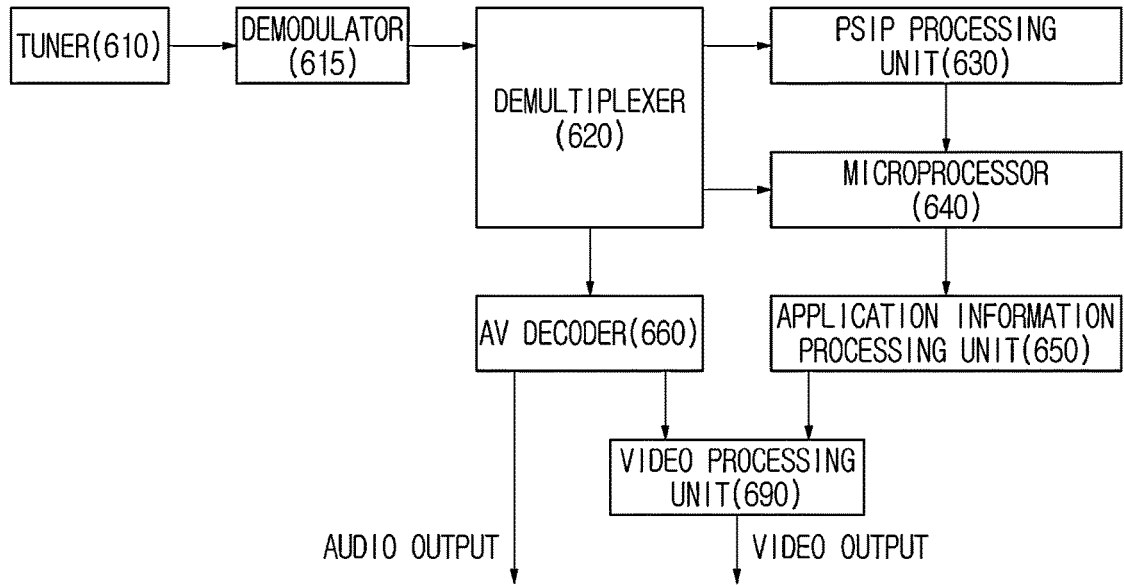 TUNER(610)
DEMODULATOR
(615)
DEMULTIPLEXER
(620)
PSIP PROCESSING
UNIT(630)
MICROPROCESSOR
(640)
AV DECODER(660)
APPLICATION INFORMATION
PROCESSING UNIT(650)
VIDEO PROCESSING
UNIT(690)
AUDIO OUTPUT
VIDEO OUTPUT